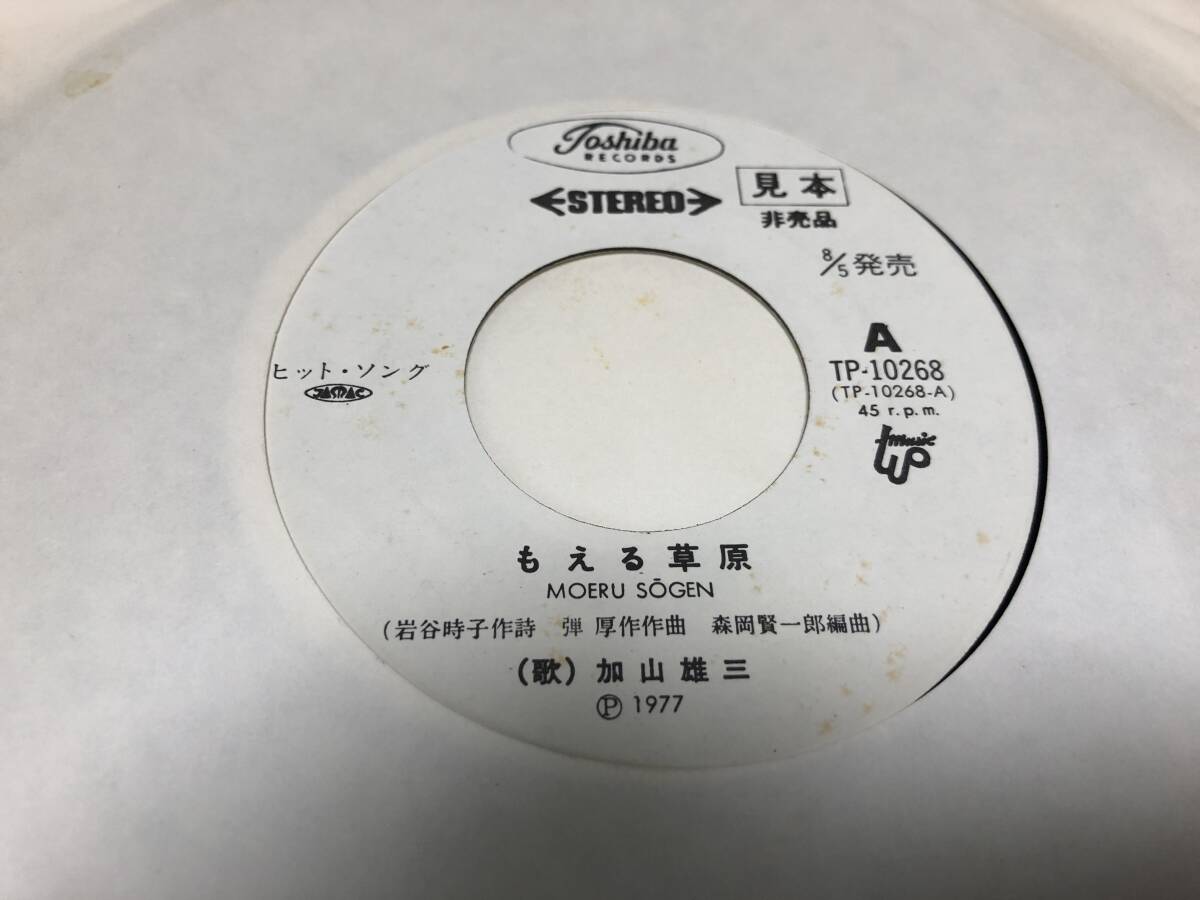 Toshiba
RECORDS
STEREO
見本
非売品
8/5発売
ヒット・ソング
JASRAC
A
TP-10268
(TP-10268-A)
45 r.p.m.
music
up
もえる草原
MOERU SŌGEN
(岩谷時子作詩 弾 厚作作曲 森岡賢一郎編曲)
(歌) 加山雄三
Ⓟ 1977